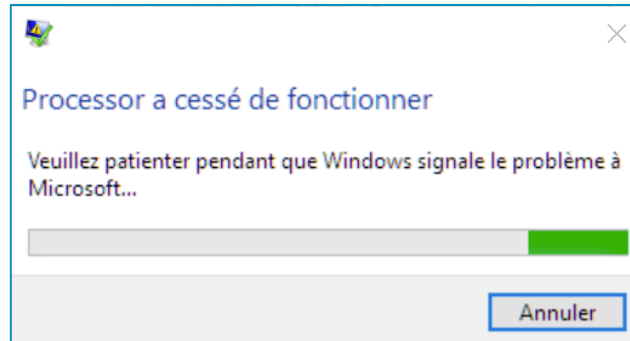 Processor a cessé de fonctionner
Veuillez patienter pendant que Windows signale le problème à
Microsoft...
Annuler